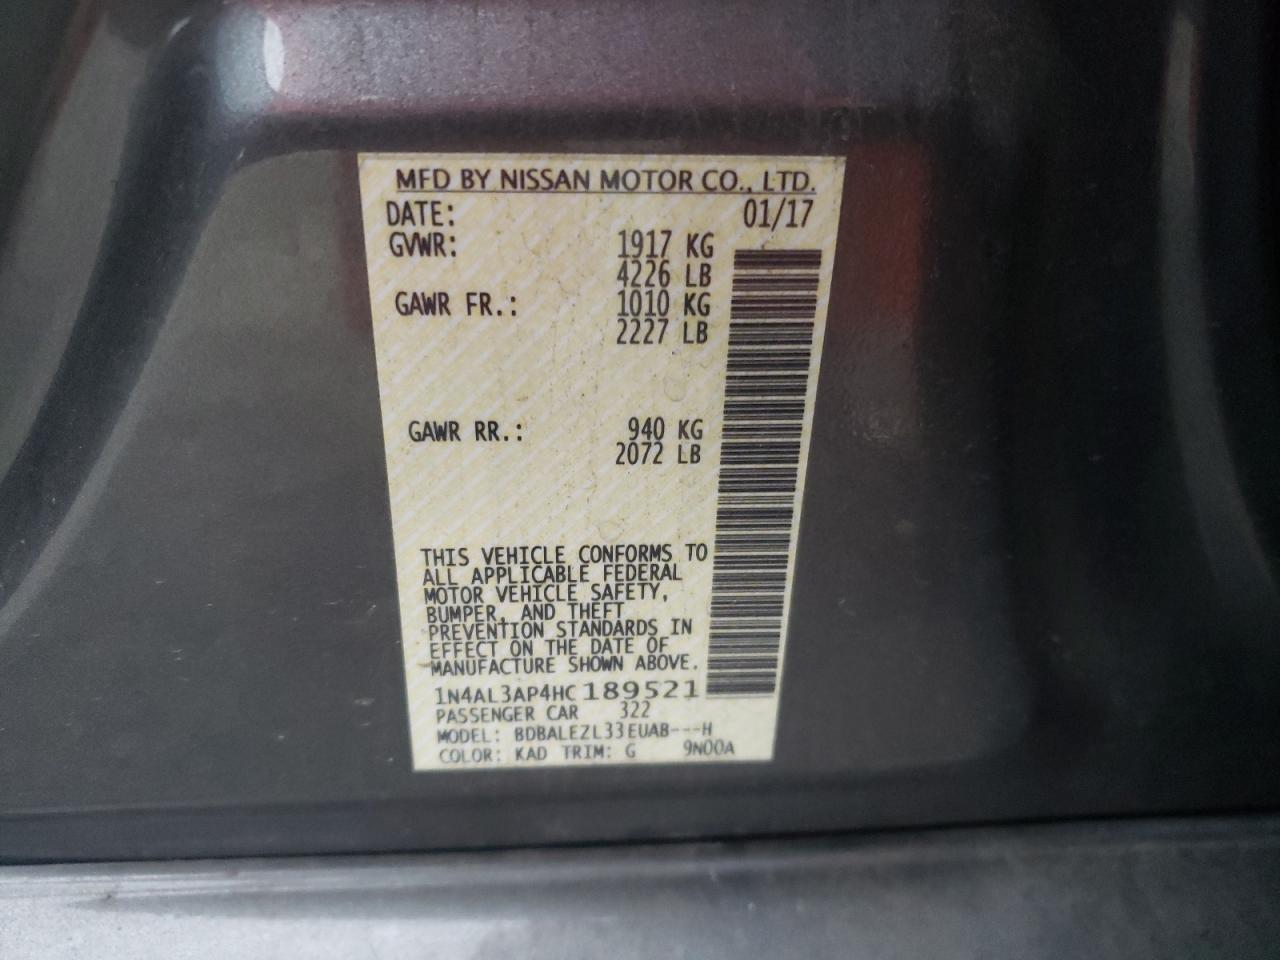 MFD BY NISSAN MOTOR CO., LTD.
DATE: 01/17
GVWR: 1917 KG
4226 LB
GAWR FR.: 1010 KG
2227 LB
GAWR RR.: 940 KG
2072 LB
THIS VEHICLE CONFORMS TO
ALL APPLICABLE FEDERAL
MOTOR VEHICLE SAFETY,
BUMPER, AND THEFT
PREVENTION STANDARDS IN
EFFECT ON THE DATE OF
MANUFACTURE SHOWN ABOVE.
1N4AL3AP4HC189521
PASSENGER CAR 322
MODEL: BDBALEZL33EUAB---H
COLOR: KAD TRIM: G 9N00A